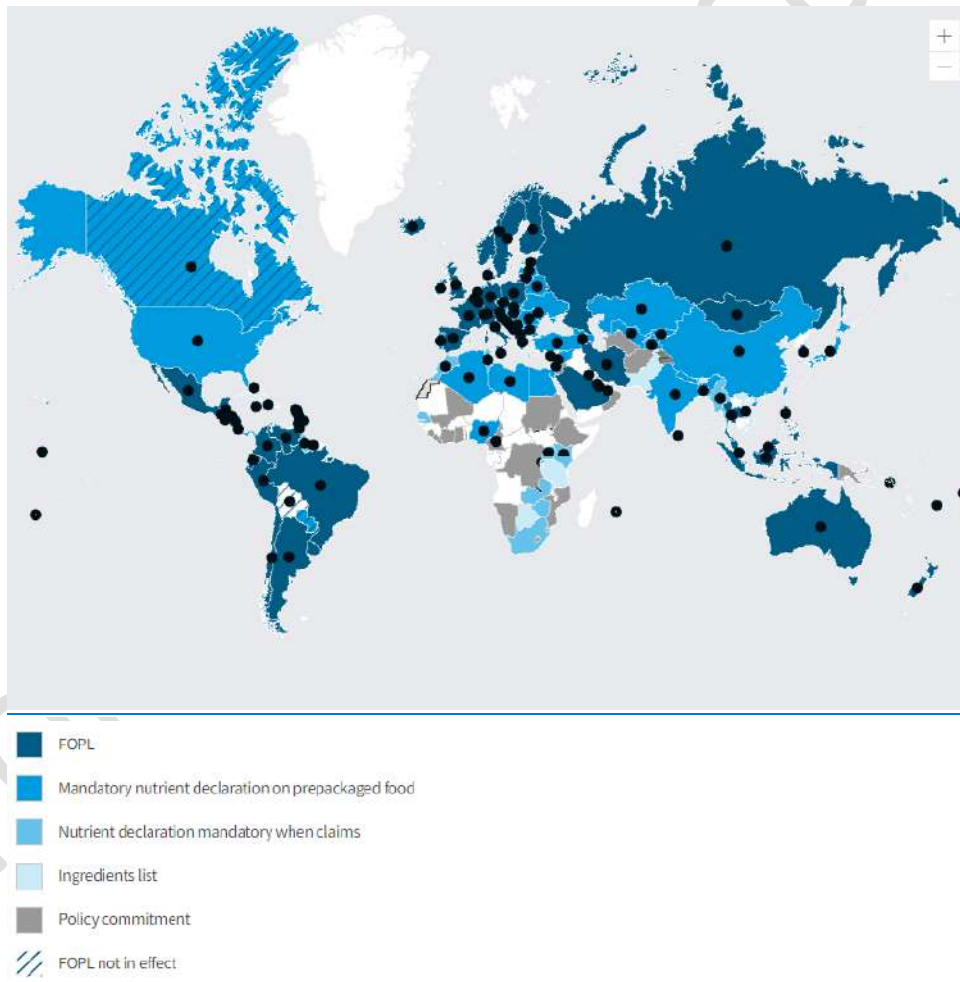 +
−
FOPL
Mandatory nutrient declaration on prepackaged food
Nutrient declaration mandatory when claims
Ingredients list
Policy commitment
FOPL not in effect